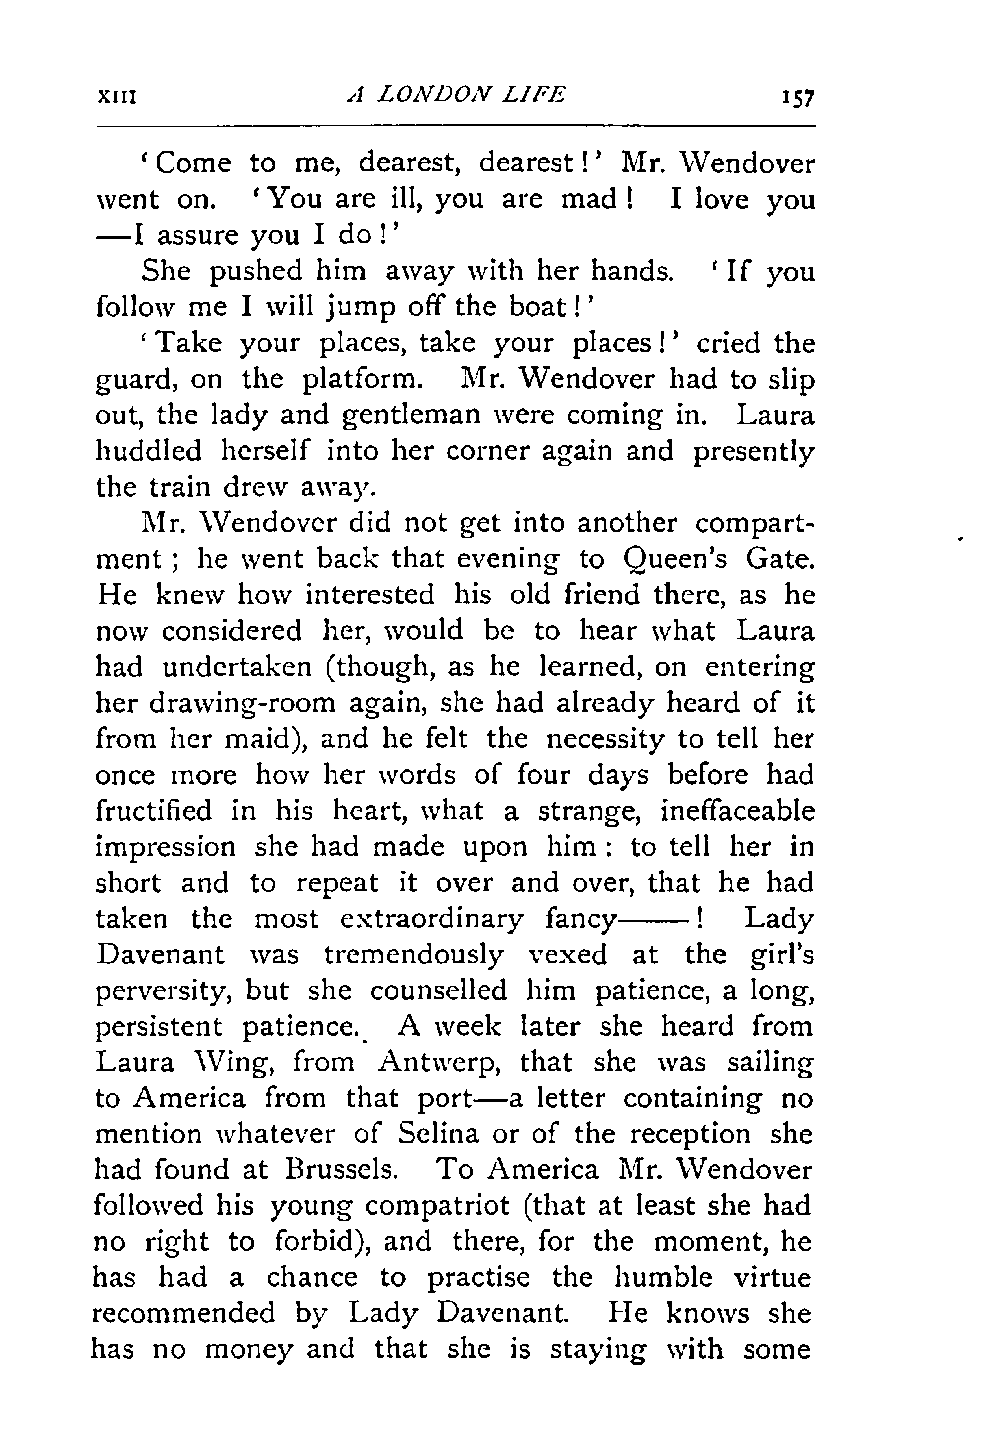 XIII A LONDON LIFE 157
‘Come to me, dearest, dearest!’ Mr. Wendover
went on. ‘You are ill, you are mad! I love you
—I assure you I do!’
She pushed him away with her hands. ‘If you
follow me I will jump off the boat!’
‘Take your places, take your places!’ cried the
guard, on the platform. Mr. Wendover had to slip
out, the lady and gentleman were coming in. Laura
huddled herself into her corner again and presently
the train drew away.
Mr. Wendover did not get into another compart-
ment; he went back that evening to Queen’s Gate.
He knew how interested his old friend there, as he
now considered her, would be to hear what Laura
had undertaken (though, as he learned, on entering
her drawing-room again, she had already heard of it
from her maid), and he felt the necessity to tell her
once more how her words of four days before had
fructified in his heart, what a strange, ineffaceable
impression she had made upon him: to tell her in
short and to repeat it over and over, that he had
taken the most extraordinary fancy——! Lady
Davenant was tremendously vexed at the girl’s
perversity, but she counselled him patience, a long,
persistent patience. A week later she heard from
Laura Wing, from Antwerp, that she was sailing
to America from that port—a letter containing no
mention whatever of Selina or of the reception she
had found at Brussels. To America Mr. Wendover
followed his young compatriot (that at least she had
no right to forbid), and there, for the moment, he
has had a chance to practise the humble virtue
recommended by Lady Davenant. He knows she
has no money and that she is staying with some